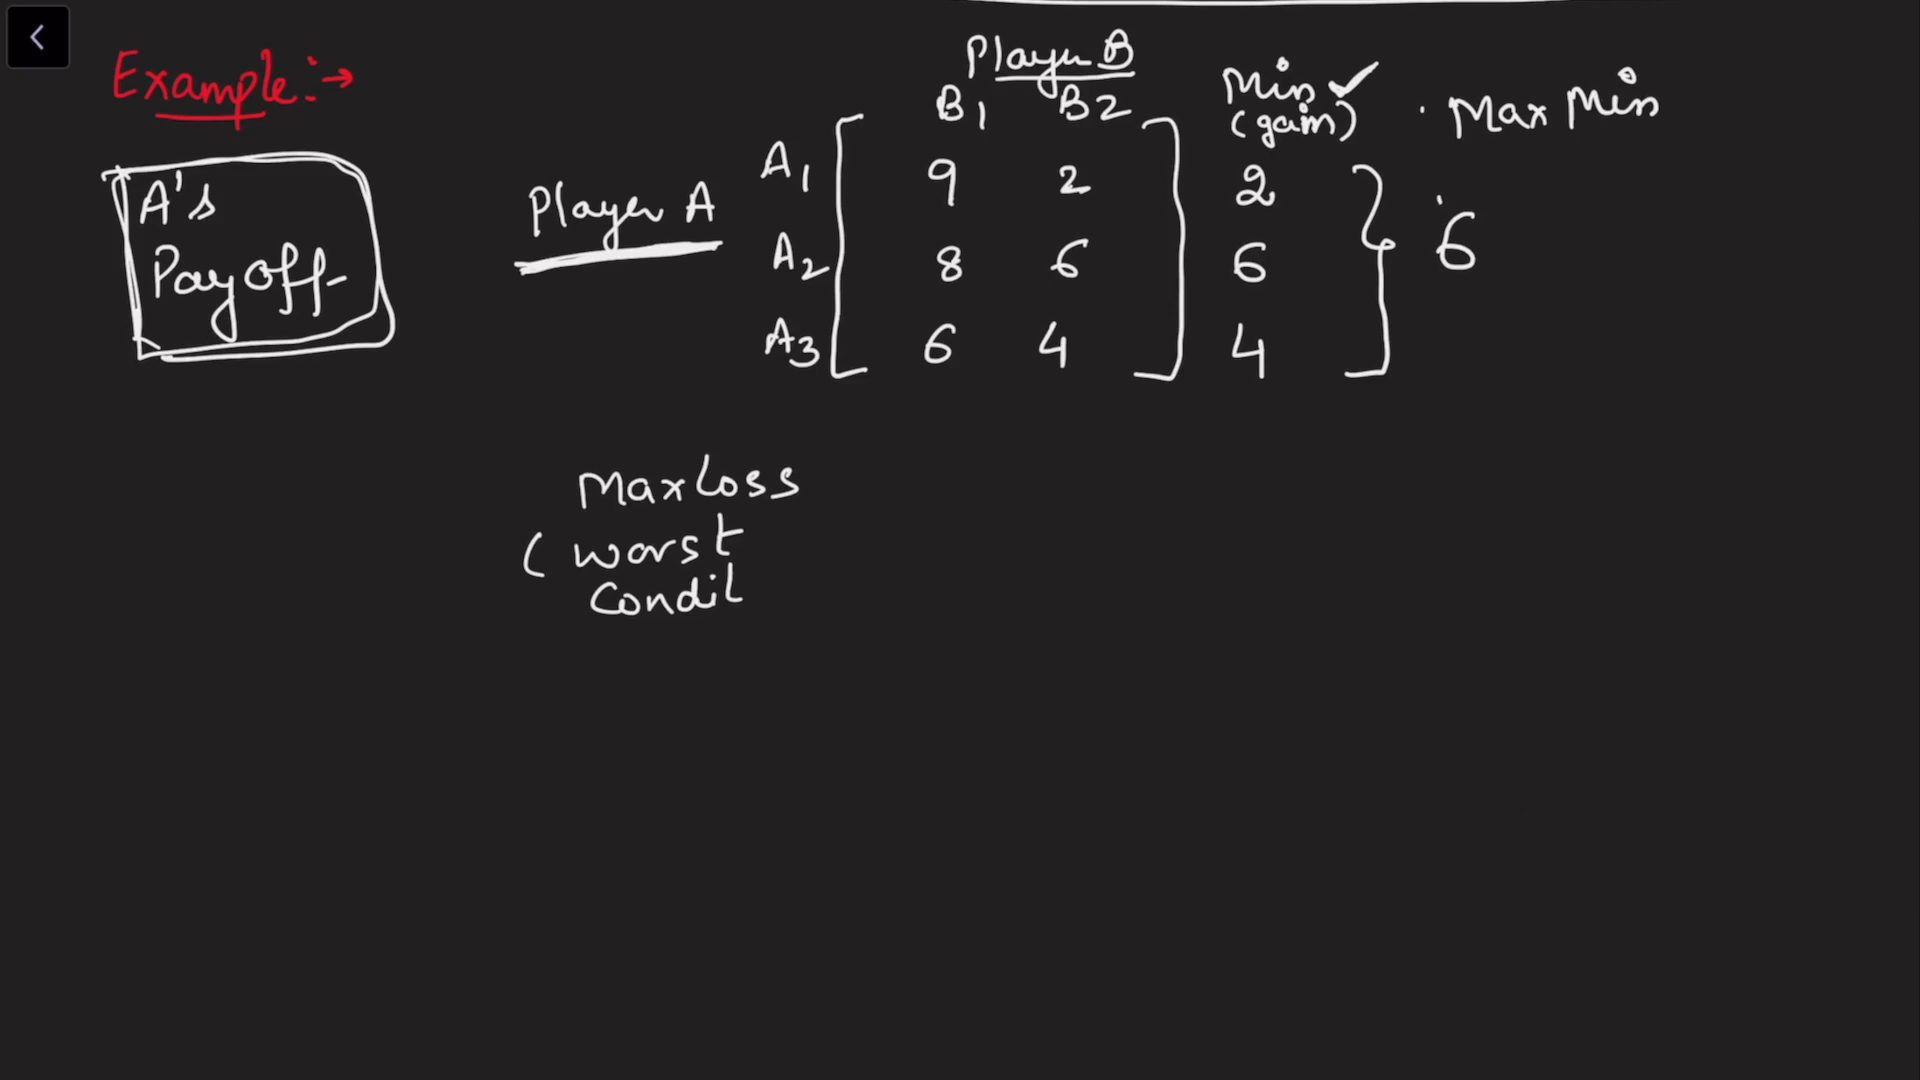 Example:→
Player B
B1 B2
Min ✓
(gain)
· Max Min
A's
Payoff
Player A
A1 9 2 2
A2 8 6 6
A3 6 4 4
6
Max Loss
( Worst
Condit